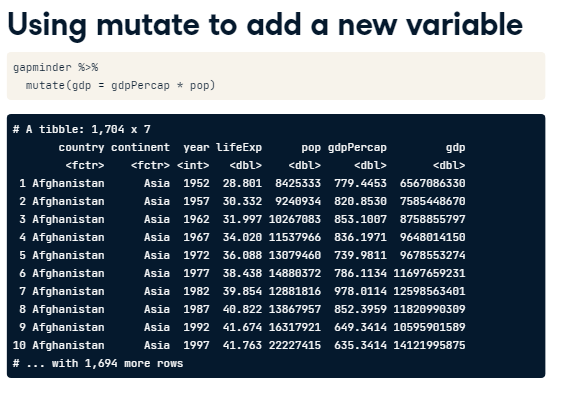 Using mutate to add a new variable
gapminder %>%
  mutate(gdp = gdpPercap * pop)
# A tibble: 1,704 x 7
       country continent  year lifeExp      pop gdpPercap         gdp
        <fctr>    <fctr> <int>   <dbl>    <dbl>     <dbl>       <dbl>
 1 Afghanistan      Asia  1952  28.801  8425333  779.4453  6567086330
 2 Afghanistan      Asia  1957  30.332  9240934  820.8530  7585448670
 3 Afghanistan      Asia  1962  31.997 10267083  853.1007  8758855797
 4 Afghanistan      Asia  1967  34.020 11537966  836.1971  9648014150
 5 Afghanistan      Asia  1972  36.088 13079460  739.9811  9678553274
 6 Afghanistan      Asia  1977  38.438 14880372  786.1134 11697659231
 7 Afghanistan      Asia  1982  39.854 12881816  978.0114 12598563401
 8 Afghanistan      Asia  1987  40.822 13867957  852.3959 11820990309
 9 Afghanistan      Asia  1992  41.674 16317921  649.3414 10595901589
10 Afghanistan      Asia  1997  41.763 22227415  635.3414 14121995875
# ... with 1,694 more rows